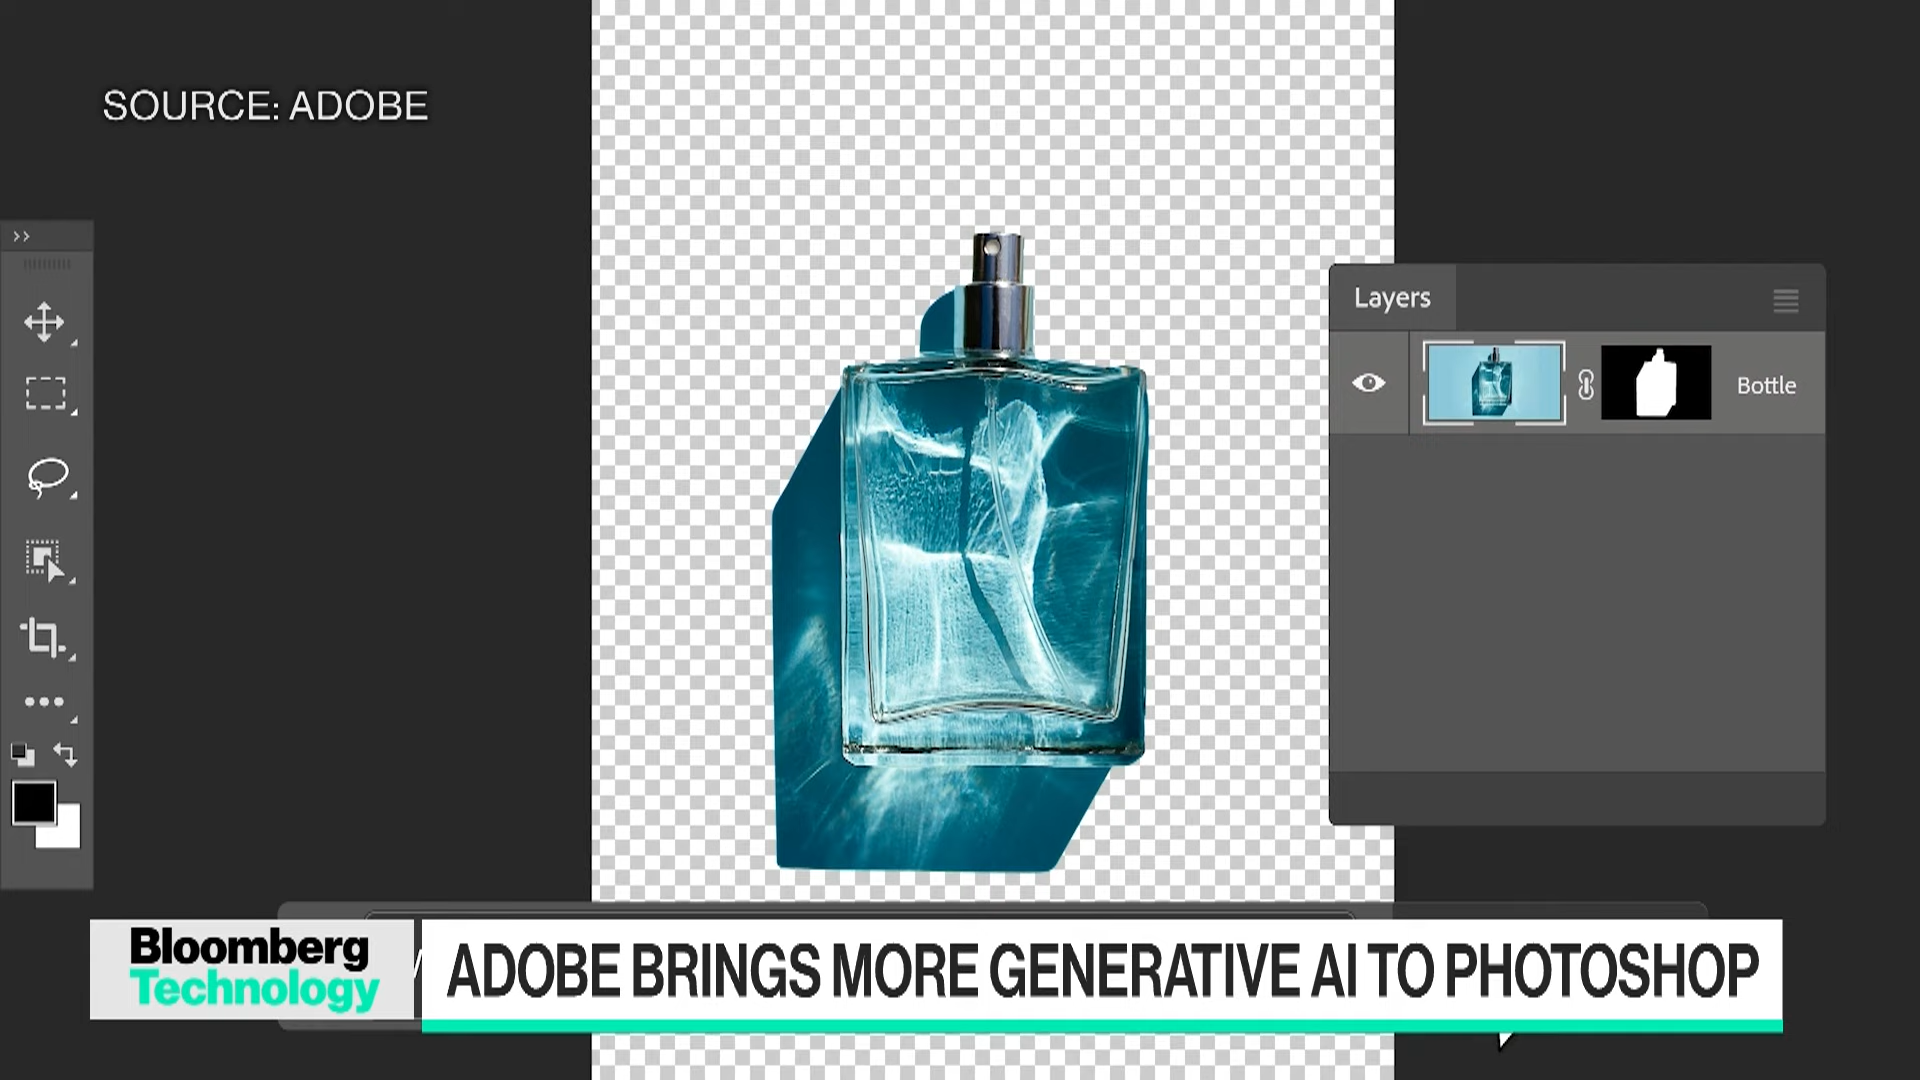 SOURCE: ADOBE
Layers
Bottle
Bloomberg
Technology
ADOBE BRINGS MORE GENERATIVE AI TO PHOTOSHOP